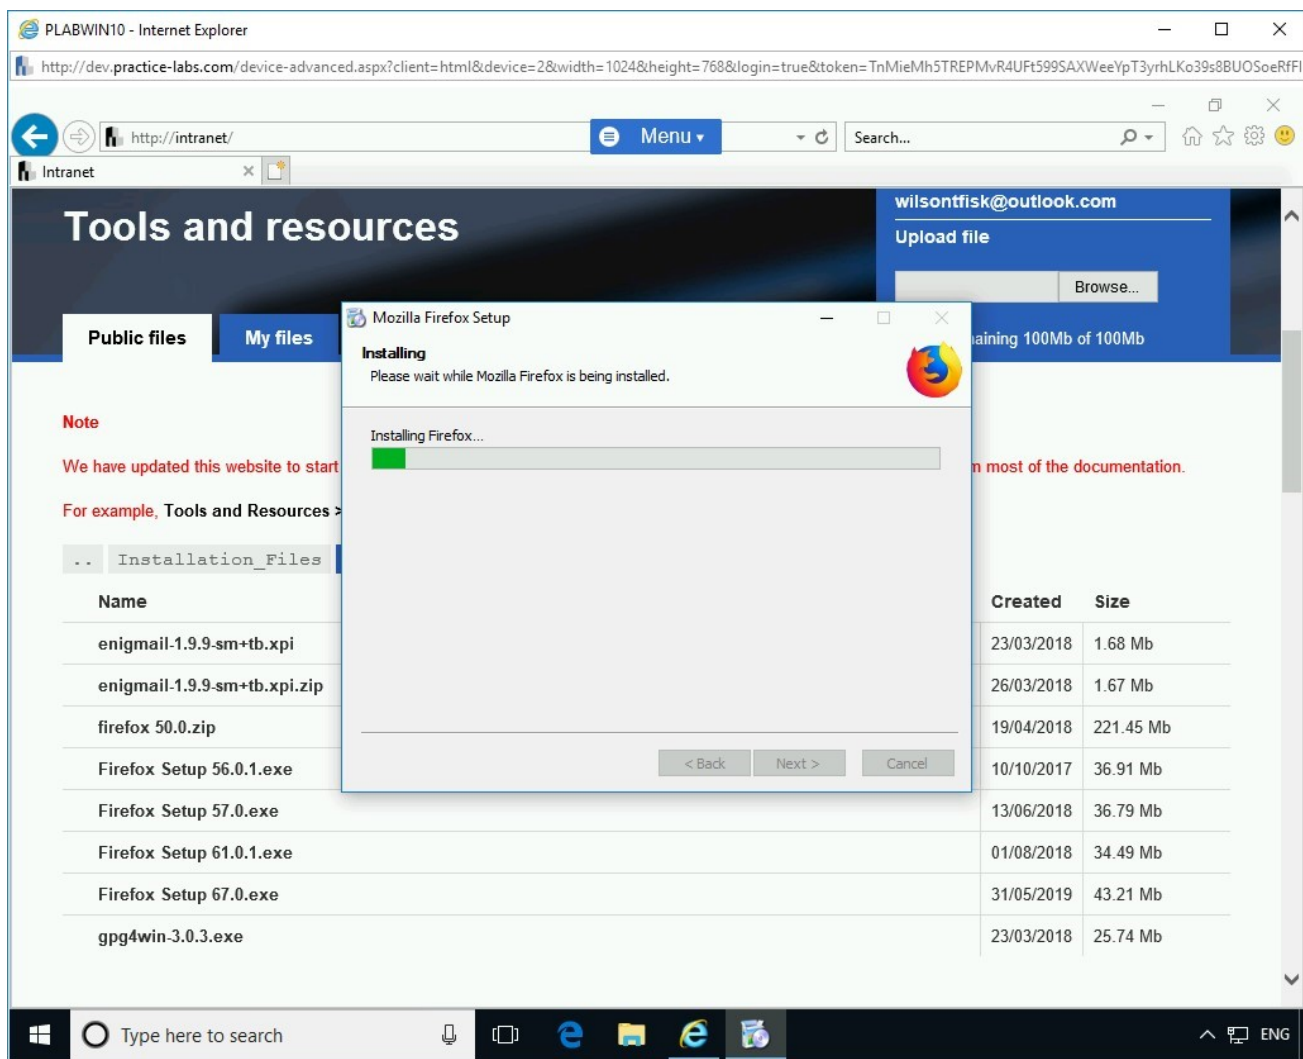 PLABWIN10 - Internet Explorer
http://dev.practice-labs.com/device-advanced.aspx?client=html&device=2&width=1024&height=768&login=true&token=TnMieMh5TREPMvR4UFt599SAXWeeYpT3yrhLKo39s8BUOSoeRfFI
http://intranet/
Menu
Search...
Intranet
Tools and resources
wilsontfisk@outlook.com
Upload file
Browse...
Public files
My files
aining 100Mb of 100Mb
Mozilla Firefox Setup
Installing
Please wait while Mozilla Firefox is being installed.
Installing Firefox...
< Back Next > Cancel
Note
We have updated this website to start
n most of the documentation.
For example, Tools and Resources >
.. Installation_Files
Name Created Size
enigmail-1.9.9-sm+tb.xpi 23/03/2018 1.68 Mb
enigmail-1.9.9-sm+tb.xpi.zip 26/03/2018 1.67 Mb
firefox 50.0.zip 19/04/2018 221.45 Mb
Firefox Setup 56.0.1.exe 10/10/2017 36.91 Mb
Firefox Setup 57.0.exe 13/06/2018 36.79 Mb
Firefox Setup 61.0.1.exe 01/08/2018 34.49 Mb
Firefox Setup 67.0.exe 31/05/2019 43.21 Mb
gpg4win-3.0.3.exe 23/03/2018 25.74 Mb
Type here to search
ENG